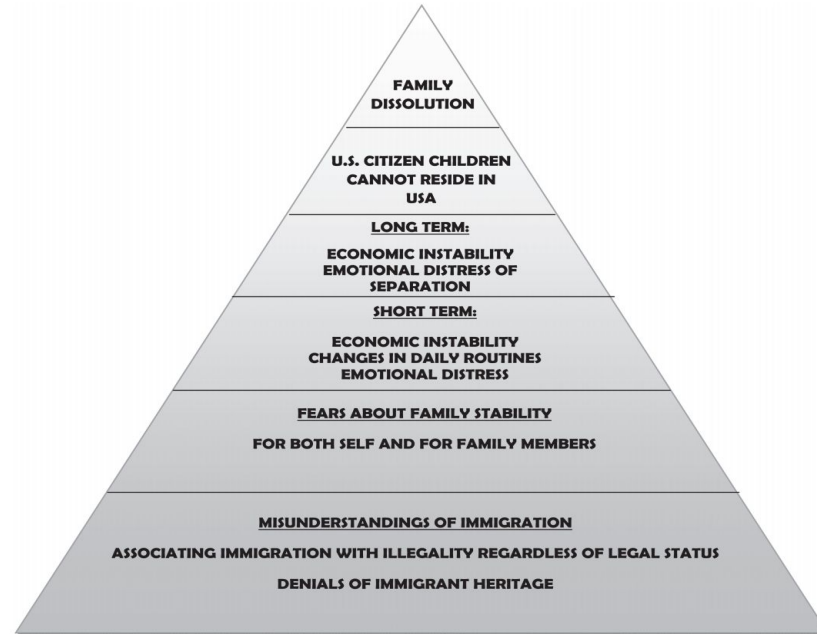 FAMILY
DISSOLUTION
U.S. CITIZEN CHILDREN
CANNOT RESIDE IN
USA
LONG TERM:
ECONOMIC INSTABILITY
EMOTIONAL DISTRESS OF
SEPARATION
SHORT TERM:
ECONOMIC INSTABILITY
CHANGES IN DAILY ROUTINES
EMOTIONAL DISTRESS
FEARS ABOUT FAMILY STABILITY
FOR BOTH SELF AND FOR FAMILY MEMBERS
MISUNDERSTANDINGS OF IMMIGRATION
ASSOCIATING IMMIGRATION WITH ILLEGALITY REGARDLESS OF LEGAL STATUS
DENIALS OF IMMIGRANT HERITAGE